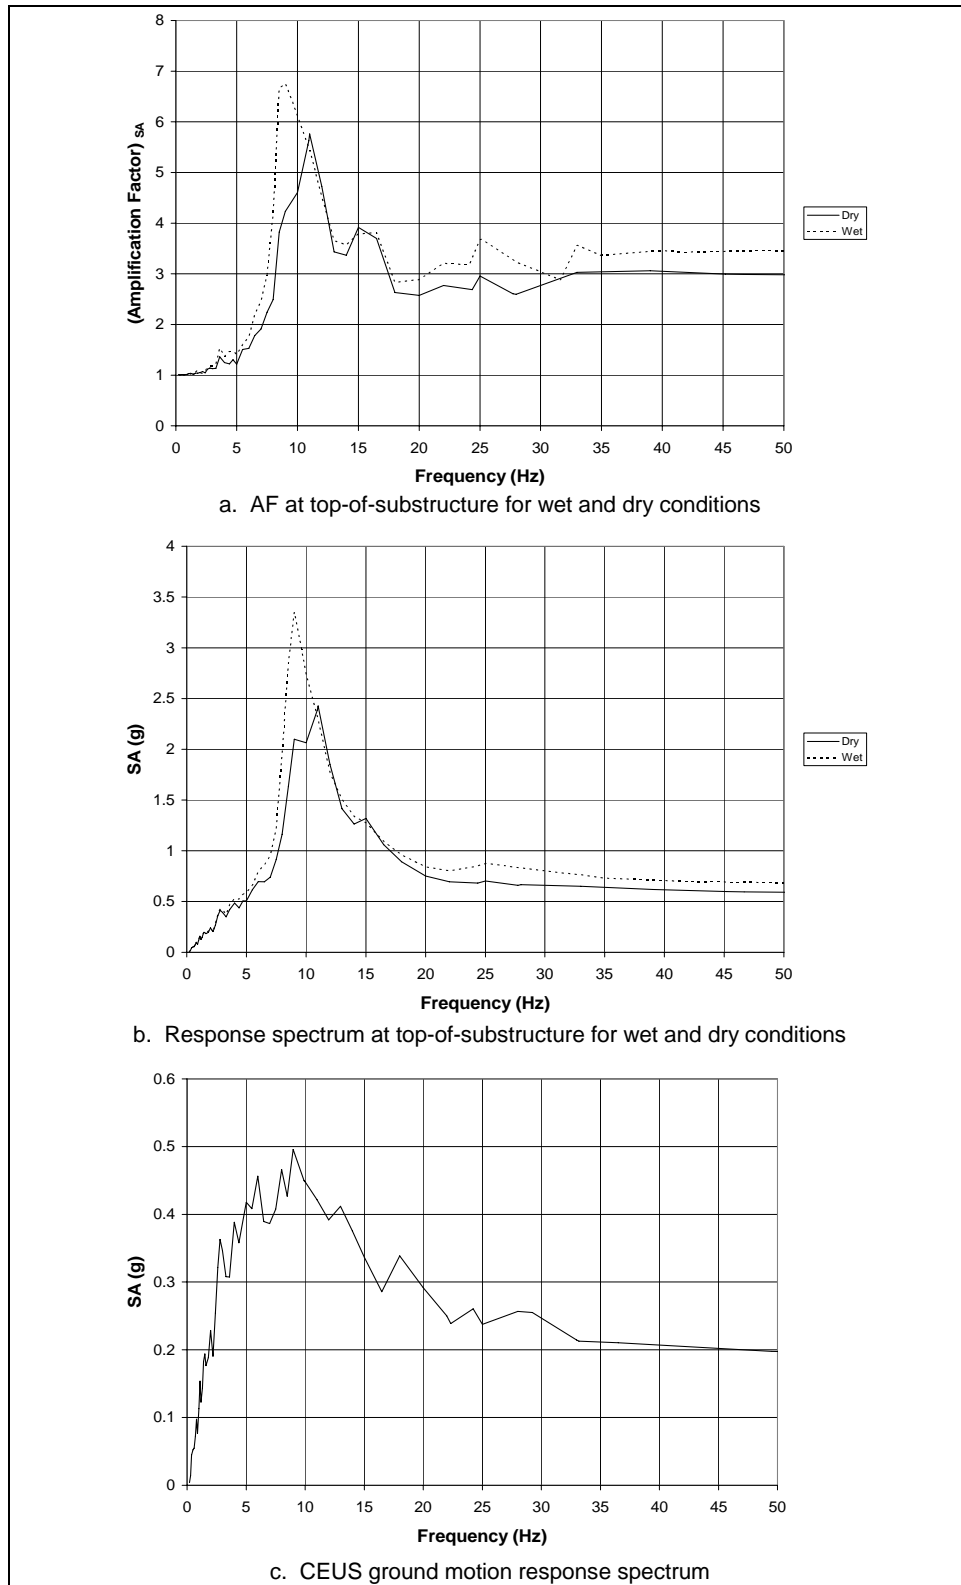 8
7
6
5
4
3
2
1
0
(Amplification Factor) SA
0 5 10 15 20 25 30 35 40 45 50
Frequency (Hz)
Dry
Wet
a. AF at top-of-substructure for wet and dry conditions
4
3.5
3
2.5
2
1.5
1
0.5
0
SA (g)
0 5 10 15 20 25 30 35 40 45 50
Frequency (Hz)
Dry
Wet
b. Response spectrum at top-of-substructure for wet and dry conditions
0.6
0.5
0.4
0.3
0.2
0.1
0
SA (g)
0 5 10 15 20 25 30 35 40 45 50
Frequency (Hz)
c. CEUS ground motion response spectrum